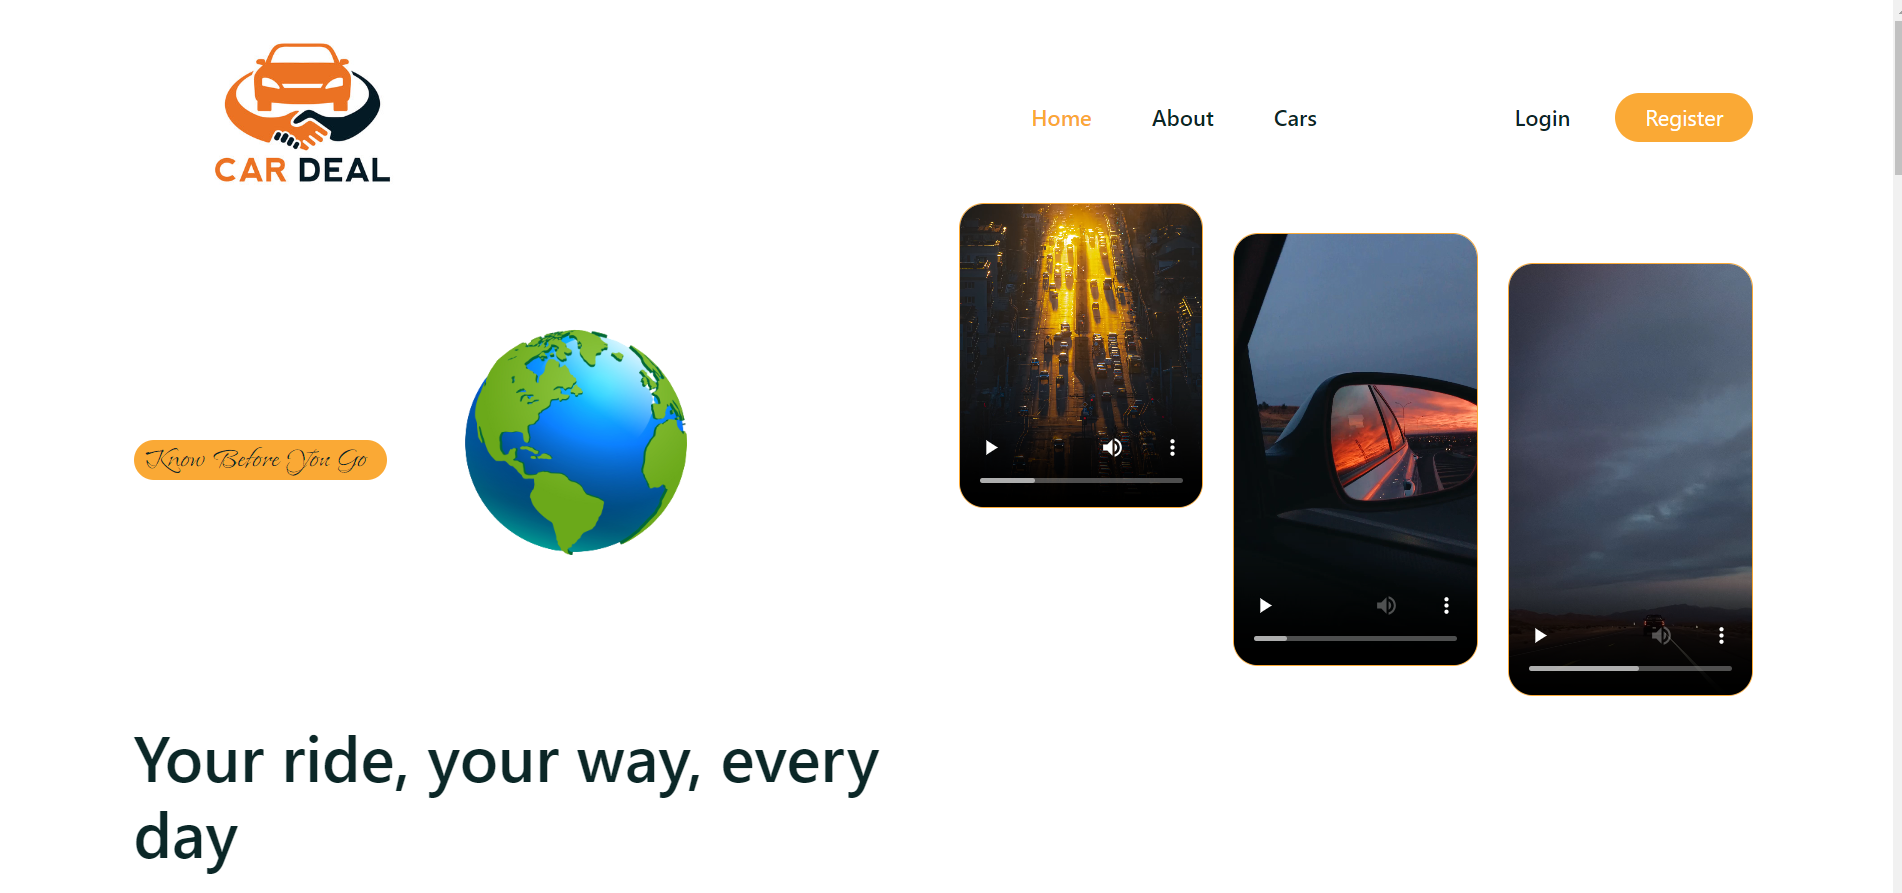 CAR DEAL
Home About Cars Login Register
Know Before You Go
Your ride, your way, every
day